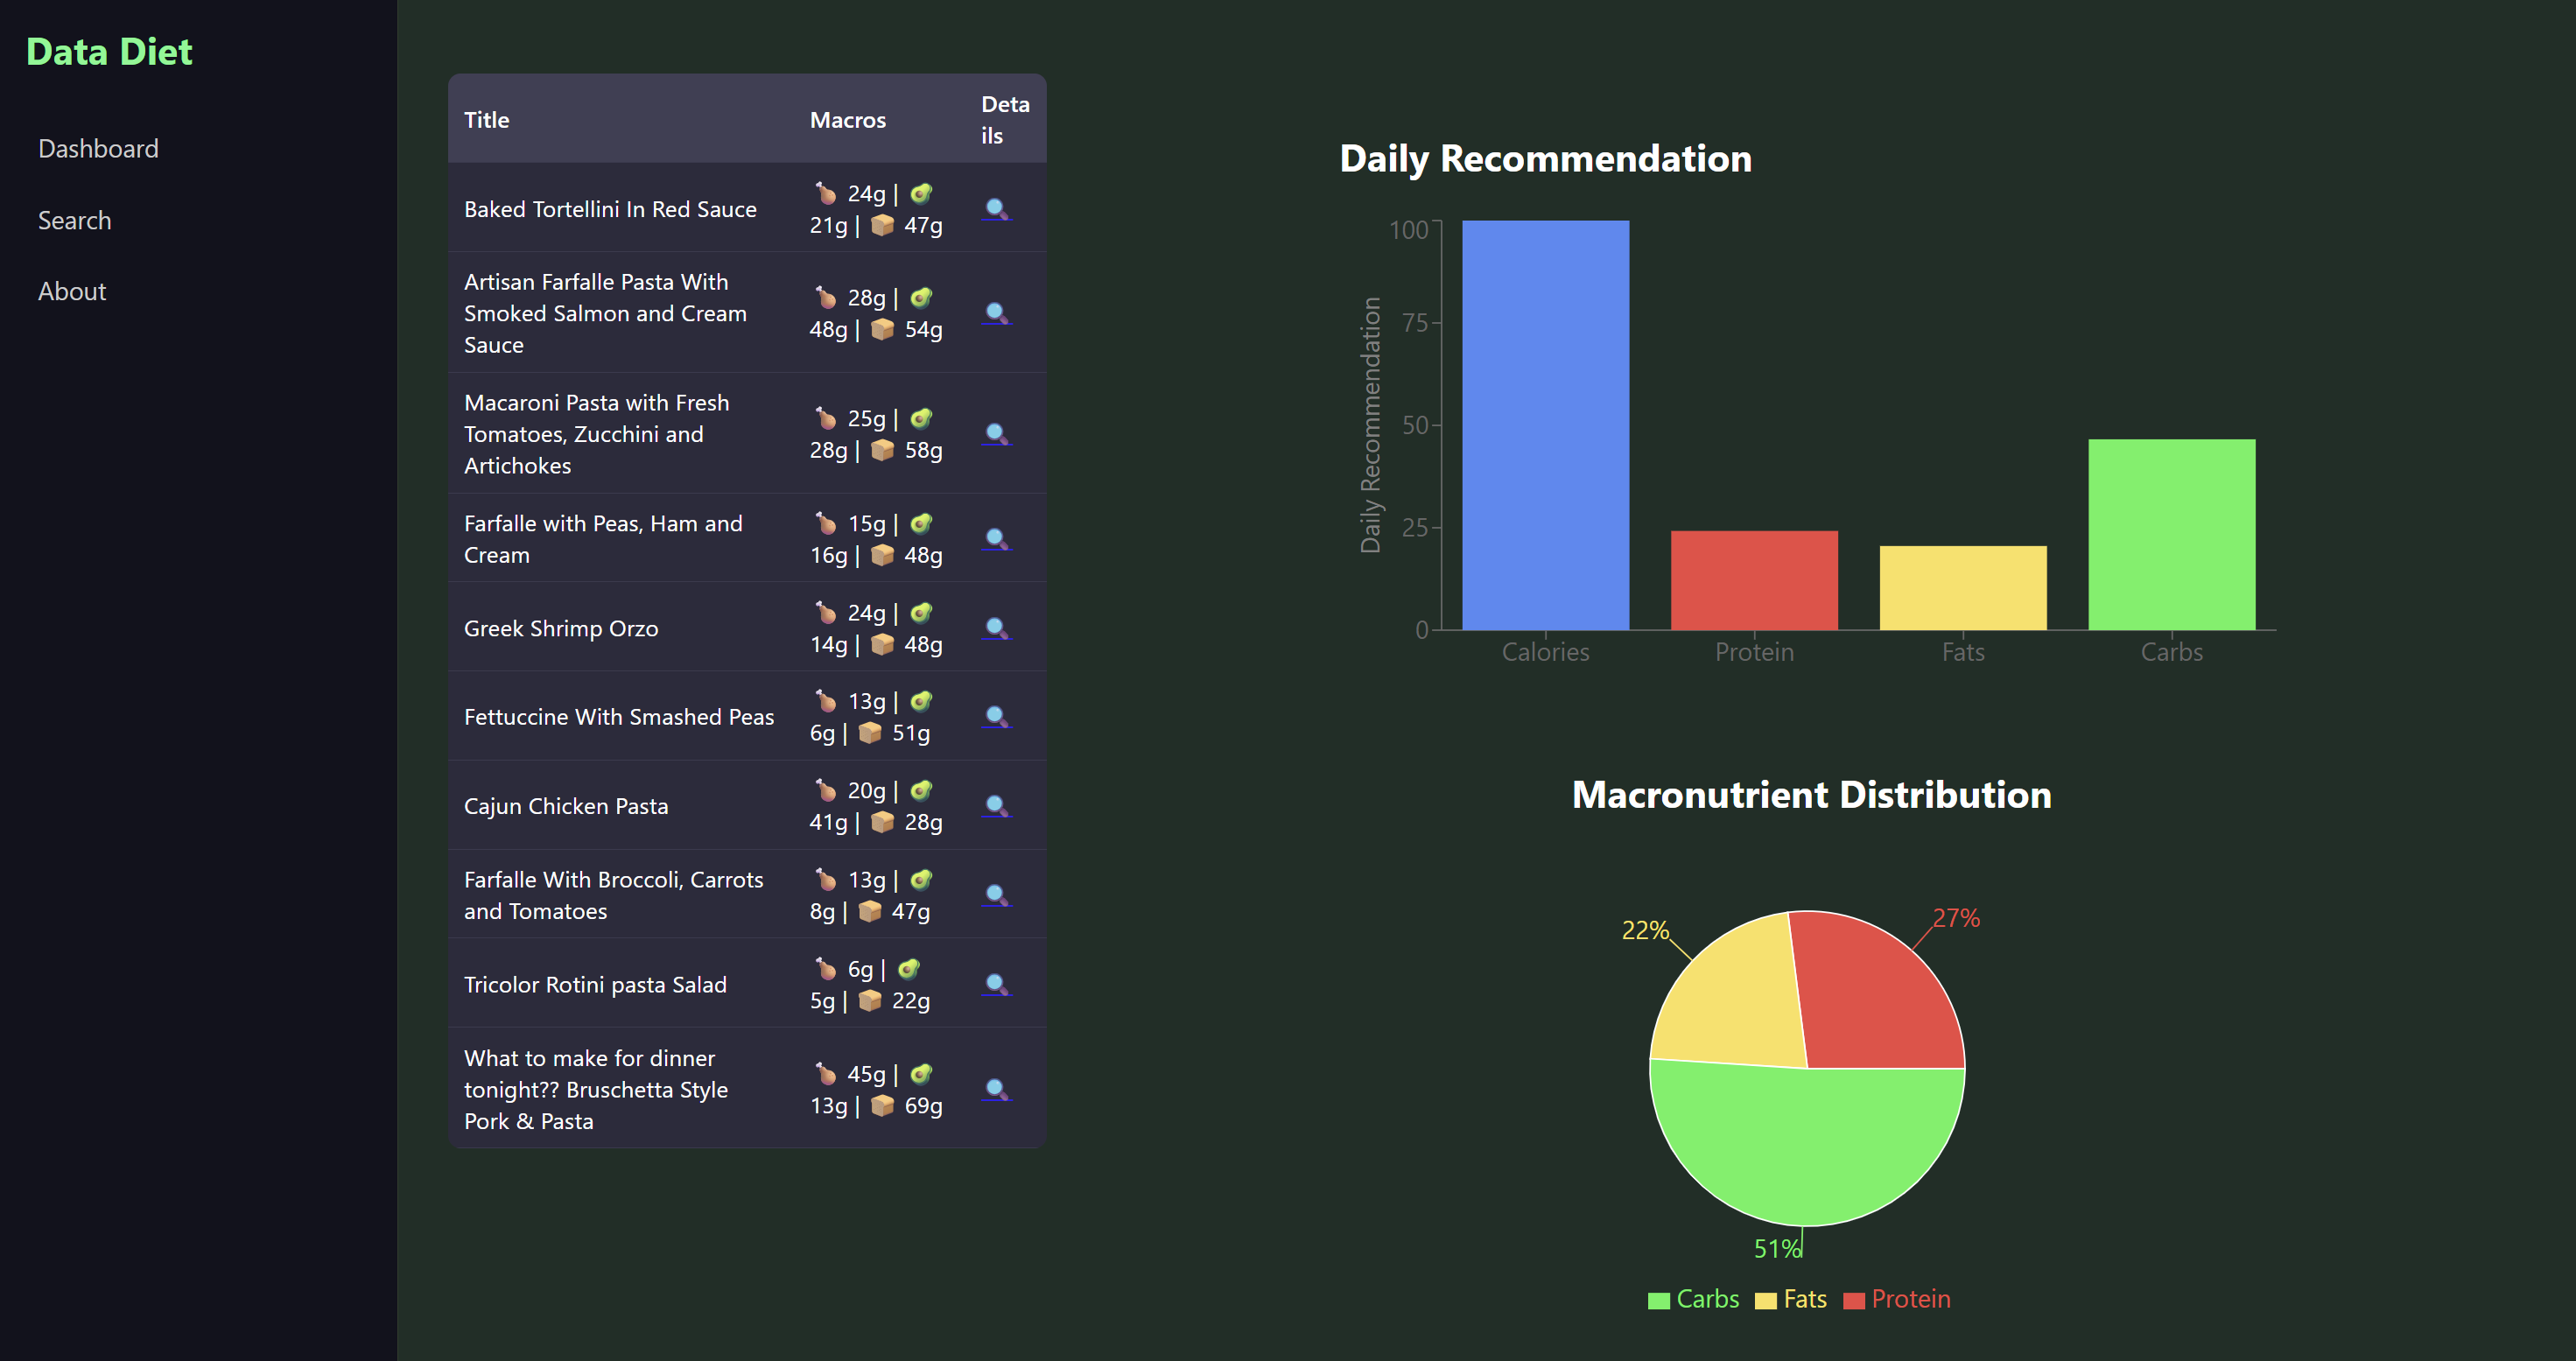 Data Diet
Dashboard
Search
About
Title
Macros
Deta
ils
Baked Tortellini In Red Sauce
🍗 24g | 🥑
21g | 🍞 47g
🔍
Artisan Farfalle Pasta With
Smoked Salmon and Cream
Sauce
🍗 28g | 🥑
48g | 🍞 54g
🔍
Macaroni Pasta with Fresh
Tomatoes, Zucchini and
Artichokes
🍗 25g | 🥑
28g | 🍞 58g
🔍
Farfalle with Peas, Ham and
Cream
🍗 15g | 🥑
16g | 🍞 48g
🔍
Greek Shrimp Orzo
🍗 24g | 🥑
14g | 🍞 48g
🔍
Fettuccine With Smashed Peas
🍗 13g | 🥑
6g | 🍞 51g
🔍
Cajun Chicken Pasta
🍗 20g | 🥑
41g | 🍞 28g
🔍
Farfalle With Broccoli, Carrots
and Tomatoes
🍗 13g | 🥑
8g | 🍞 47g
🔍
Tricolor Rotini pasta Salad
🍗 6g | 🥑
5g | 🍞 22g
🔍
What to make for dinner
tonight?? Bruschetta Style
Pork & Pasta
🍗 45g | 🥑
13g | 🍞 69g
🔍
Daily Recommendation
Daily Recommendation
100
75
50
25
0
Calories
Protein
Fats
Carbs
Macronutrient Distribution
22%
27%
51%
Carbs
Fats
Protein